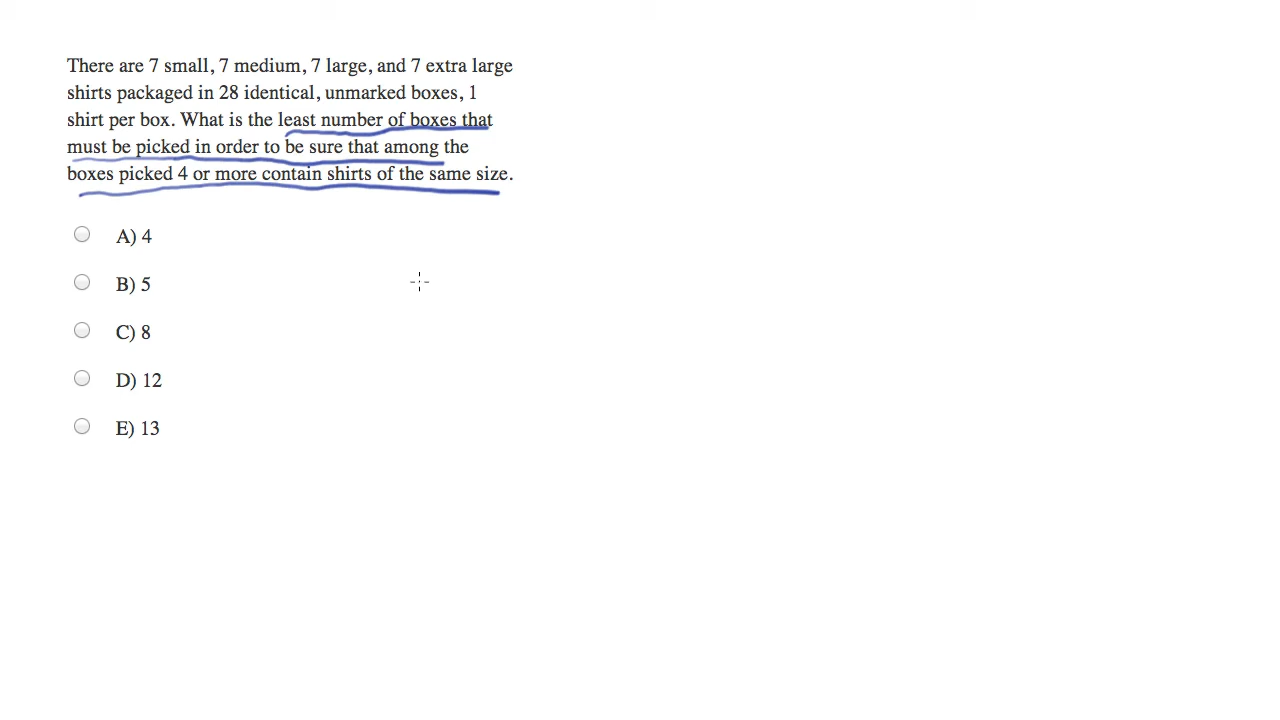 There are 7 small, 7 medium, 7 large, and 7 extra large
shirts packaged in 28 identical, unmarked boxes, 1
shirt per box. What is the least number of boxes that
must be picked in order to be sure that among the
boxes picked 4 or more contain shirts of the same size.
A) 4
B) 5
C) 8
D) 12
E) 13